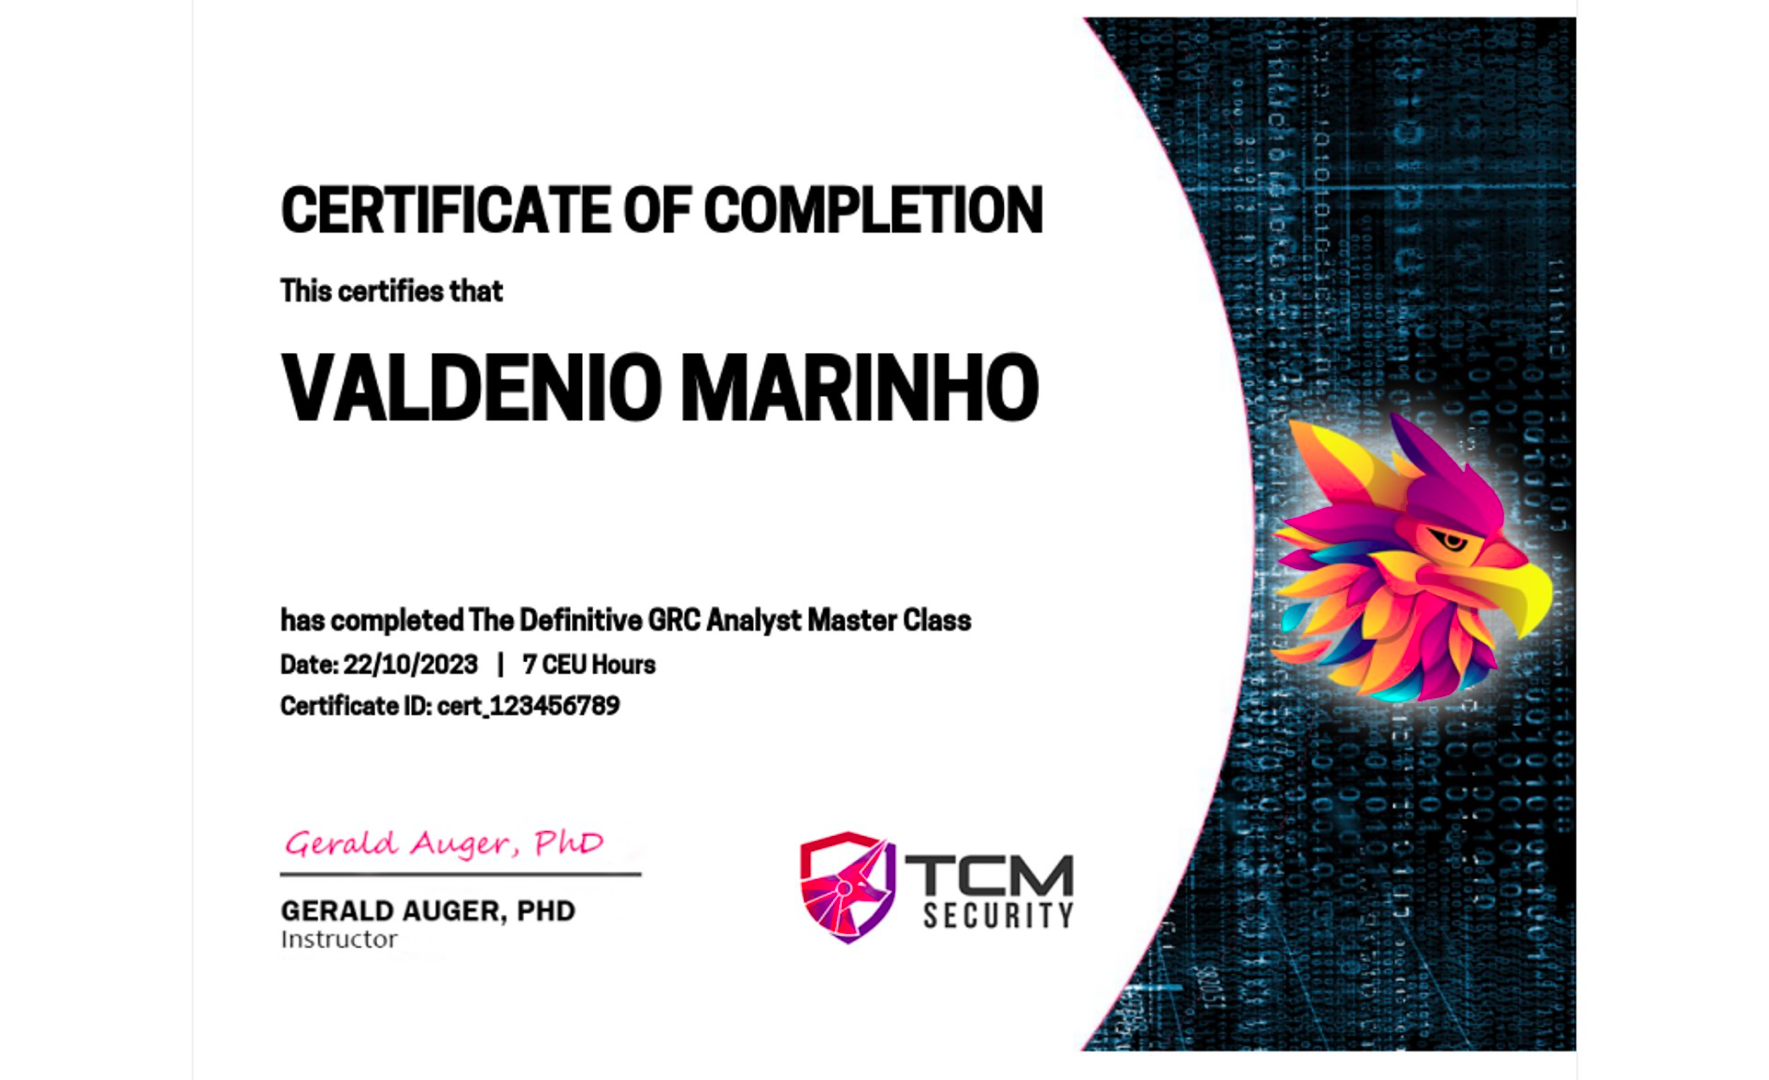 CERTIFICATE OF COMPLETION
This certifies that
VALDENIO MARINHO
has completed The Definitive GRC Analyst Master Class
Date: 22/10/2023 | 7 CEU Hours
Certificate ID: cert_123456789
Gerald Auger, PhD
GERALD AUGER, PHD
Instructor
TCM
SECURITY